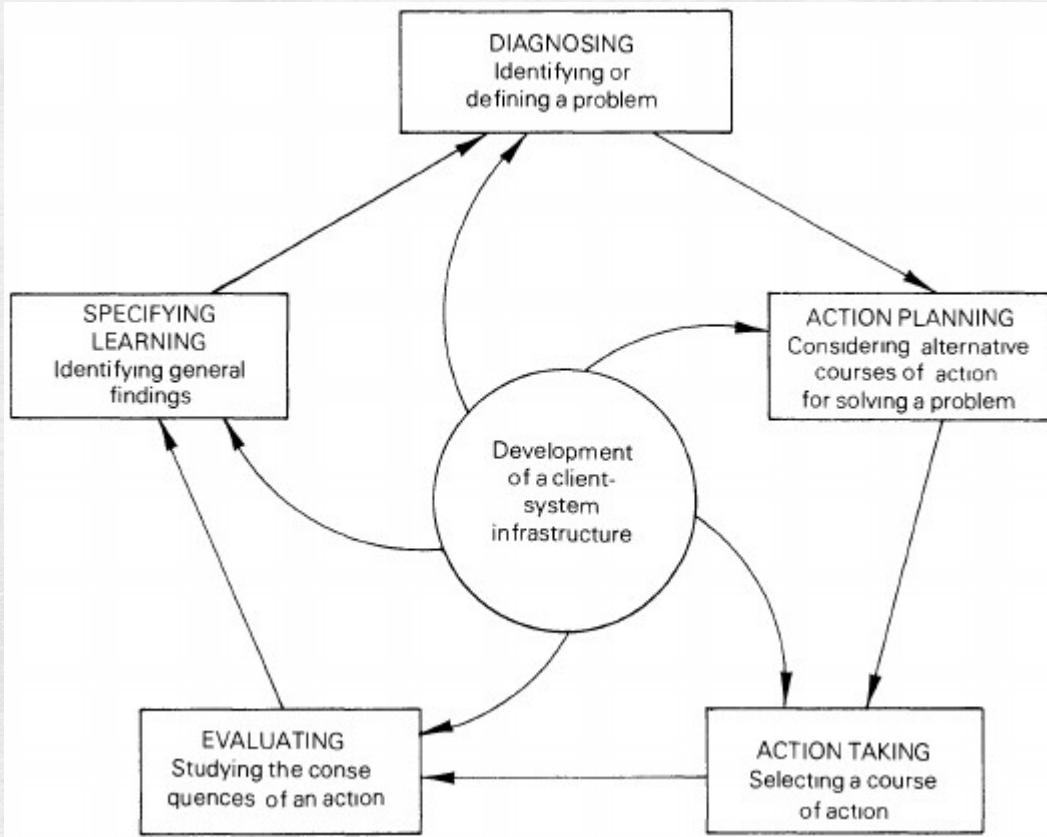 DIAGNOSING
Identifying or
defining a problem
SPECIFYING
LEARNING
Identifying general
findings
ACTION PLANNING
Considering alternative
courses of action
for solving a problem
Development
of a client-
system
infrastructure
EVALUATING
Studying the conse
quences of an action
ACTION TAKING
Selecting a course
of action